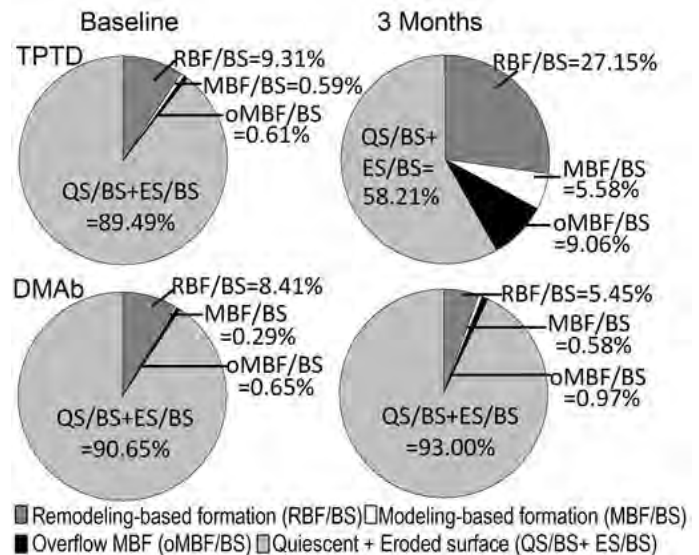 Baseline
3 Months
TPTD
RBF/BS=9.31%
MBF/BS=0.59%
oMBF/BS
=0.61%
QS/BS+ES/BS
=89.49%
RBF/BS=27.15%
QS/BS+
ES/BS=
58.21%
MBF/BS
=5.58%
oMBF/BS
=9.06%
DMAb
RBF/BS=8.41%
MBF/BS
=0.29%
oMBF/BS
=0.65%
QS/BS+ES/BS
=90.65%
RBF/BS=5.45%
MBF/BS
=0.58%
oMBF/BS
=0.97%
QS/BS+ES/BS
=93.00%
Remodeling-based formation (RBF/BS) Modeling-based formation (MBF/BS)
Overflow MBF (oMBF/BS) Quiescent + Eroded surface (QS/BS+ ES/BS)